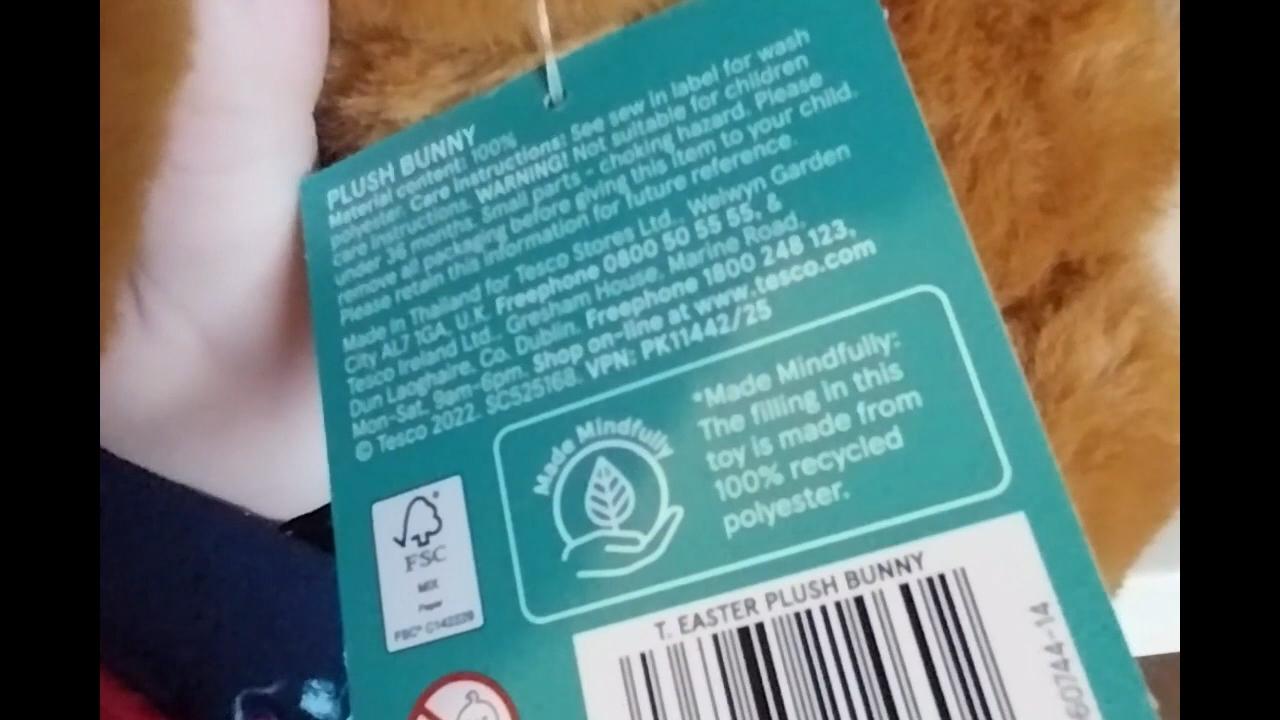 PLUSH BUNNY
Material content: 100%
polyester. Care Instructions: See sew in label for wash
care instructions. WARNING! Not suitable for children
under 36 months. Small parts - choking hazard. Please
remove all packaging before giving this item to your child.
Please retain this information for future reference.
Made in Thailand for Tesco Stores Ltd., Welwyn Garden
City AL7 1GA, U.K. Freephone 0800 50 55 55, &
Tesco Ireland Ltd., Gresham House, Marine Road,
Dun Laoghaire, Co. Dublin. Freephone 1800 248 123,
Mon-Sat, 9am-6pm. Shop on-line at www.tesco.com
© Tesco 2022. SC525168. VPN: PK11442/25
Made Mindfully
*Made Mindfully:
The filling in this
toy is made from
100% recycled
polyester.
FSC
MIX
Paper
FSC® C142229
T. EASTER PLUSH BUNNY
60744-14